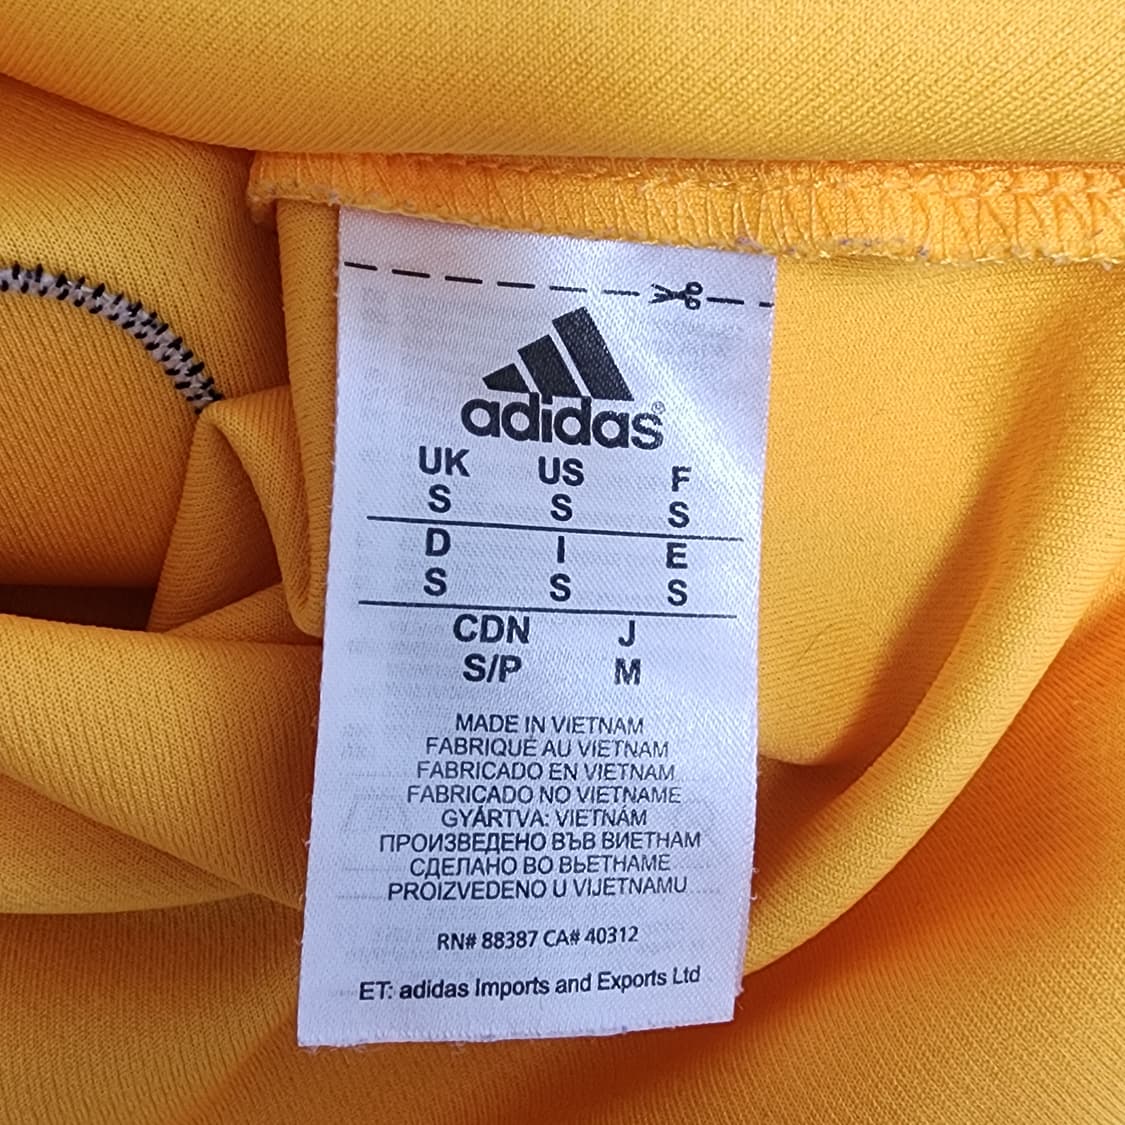 adidas®
UK US F
S S S
D I E
S S S
CDN J
S/P M
MADE IN VIETNAM
FABRIQUÉ AU VIETNAM
FABRICADO EN VIETNAM
FABRICADO NO VIETNAME
GYÁRTVA: VIETNÁM
ПРОИЗВЕДЕНО ВЪВ ВИЕТНАМ
СДЕЛАНО ВО ВЬЕТНАМЕ
PROIZVEDENO U VIJETNAMU
RN# 88387 CA# 40312
ET: adidas Imports and Exports Ltd